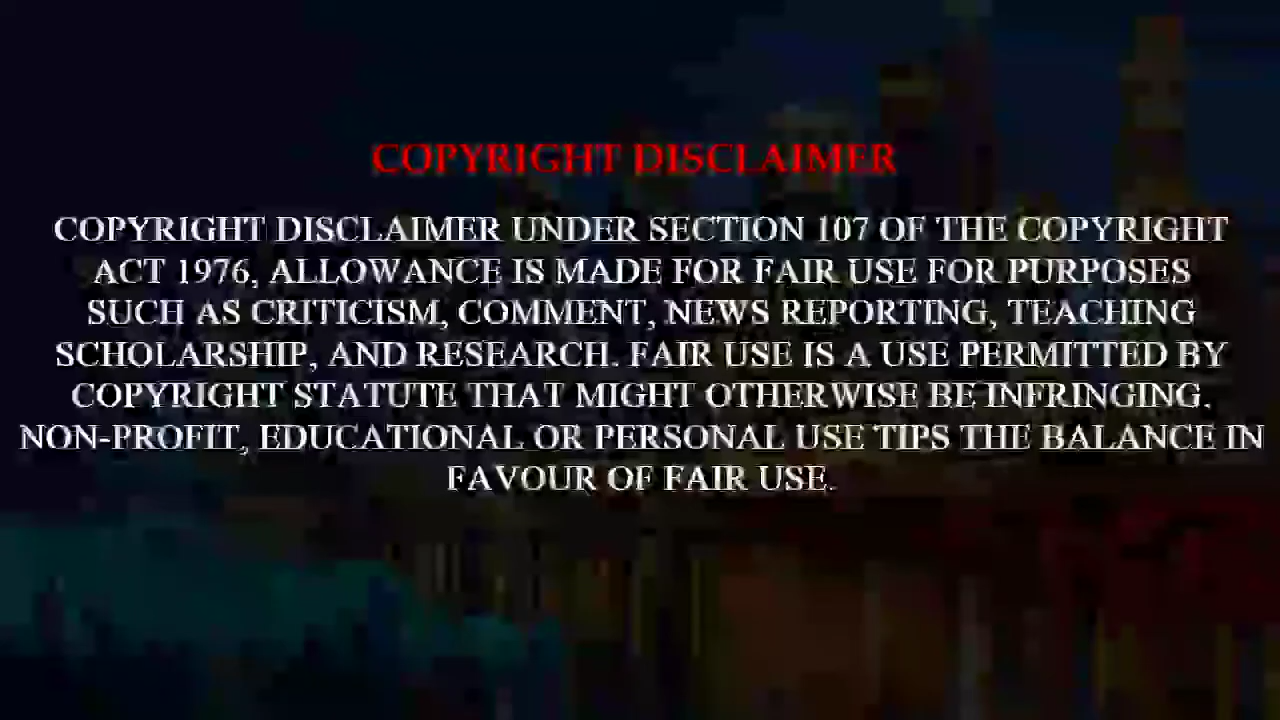 COPYRIGHT DISCLAIMER
COPYRIGHT DISCLAIMER UNDER SECTION 107 OF THE COPYRIGHT
ACT 1976, ALLOWANCE IS MADE FOR FAIR USE FOR PURPOSES
SUCH AS CRITICISM, COMMENT, NEWS REPORTING, TEACHING
SCHOLARSHIP, AND RESEARCH. FAIR USE IS A USE PERMITTED BY
COPYRIGHT STATUTE THAT MIGHT OTHERWISE BE INFRINGING.
NON-PROFIT, EDUCATIONAL OR PERSONAL USE TIPS THE BALANCE IN
FAVOUR OF FAIR USE.